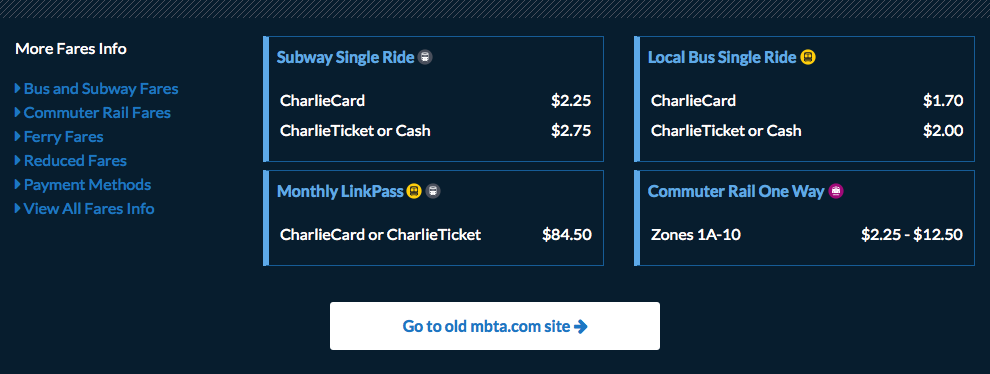 More Fares Info
Bus and Subway Fares
Commuter Rail Fares
Ferry Fares
Reduced Fares
Payment Methods
View All Fares Info
Subway Single Ride
CharlieCard $2.25
CharlieTicket or Cash $2.75
Local Bus Single Ride
CharlieCard $1.70
CharlieTicket or Cash $2.00
Monthly LinkPass
CharlieCard or CharlieTicket $84.50
Commuter Rail One Way
Zones 1A-10 $2.25 - $12.50
Go to old mbta.com site